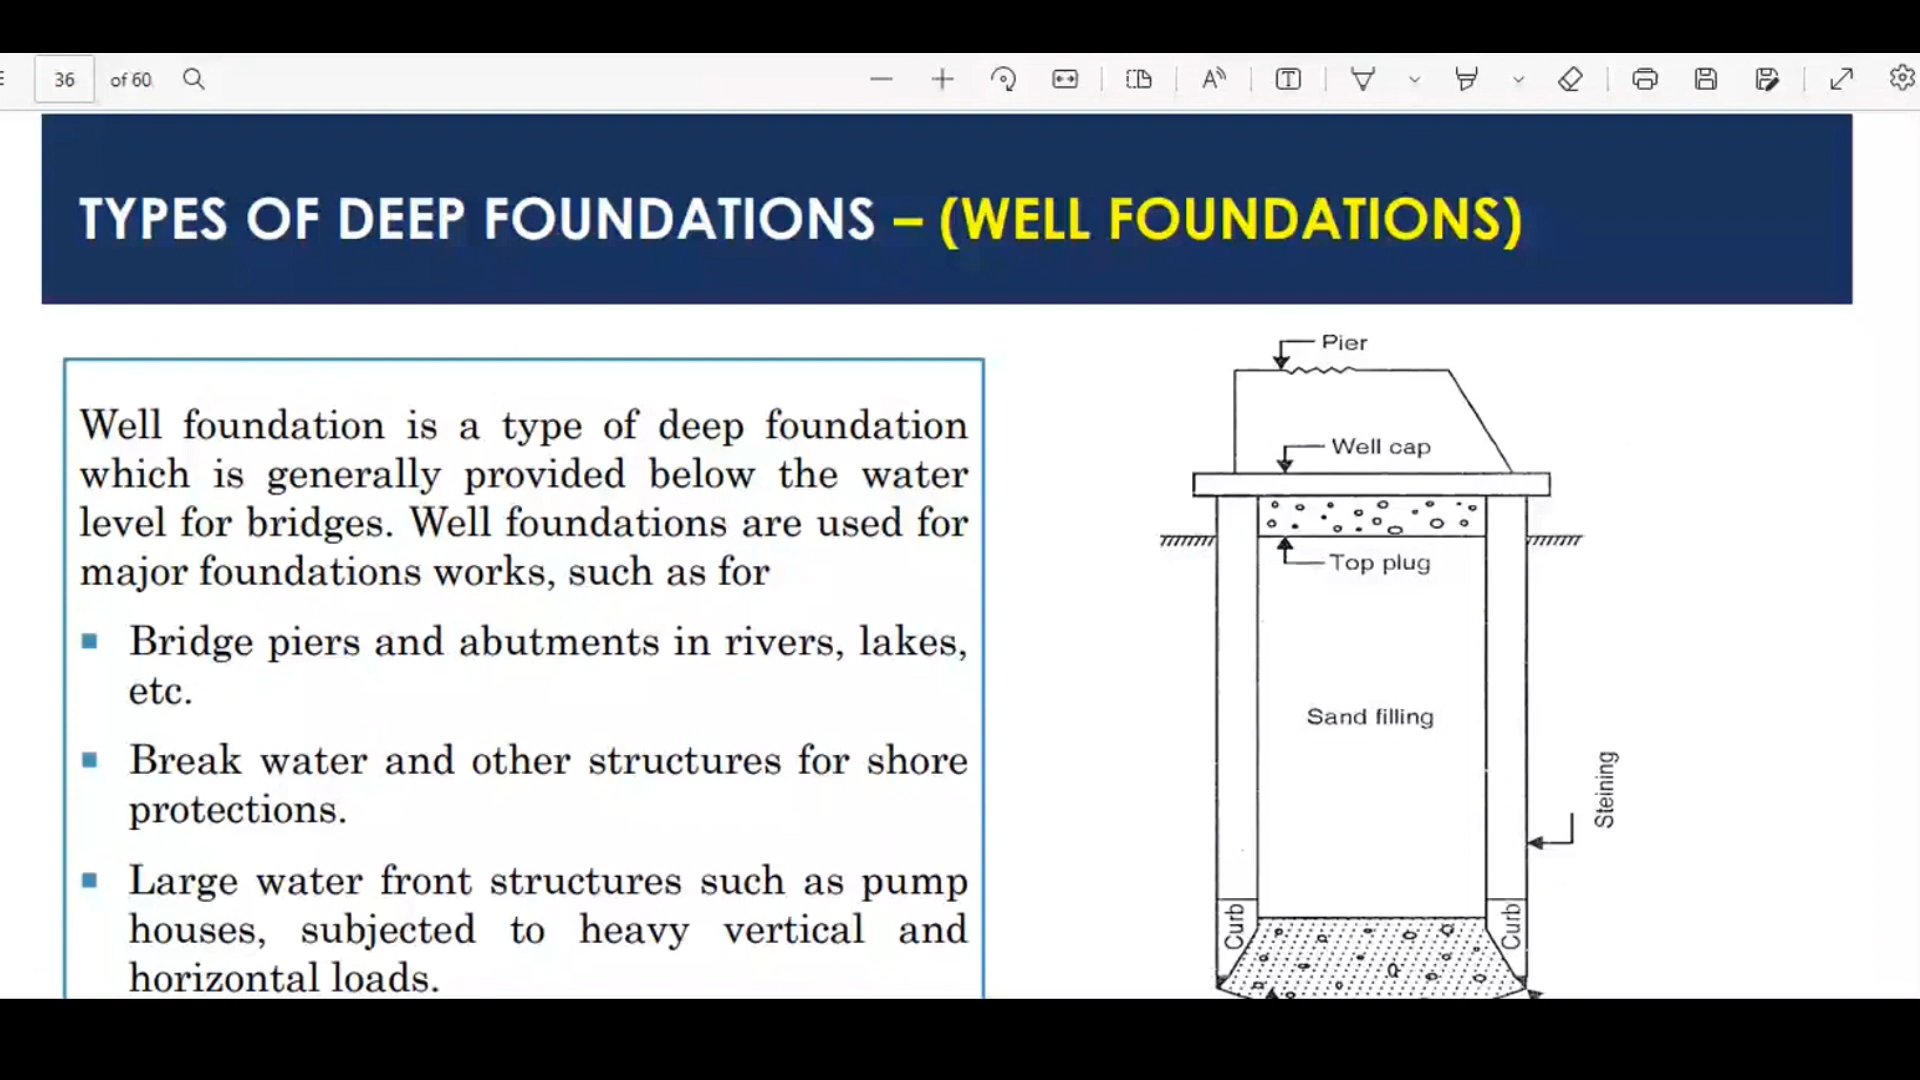 36 of 60
TYPES OF DEEP FOUNDATIONS – (WELL FOUNDATIONS)
Well foundation is a type of deep foundation
which is generally provided below the water
level for bridges. Well foundations are used for
major foundations works, such as for
▪ Bridge piers and abutments in rivers, lakes,
etc.
▪ Break water and other structures for shore
protections.
▪ Large water front structures such as pump
houses, subjected to heavy vertical and
horizontal loads.
Pier
Well cap
Top plug
Sand filling
Steining
Curb
Curb